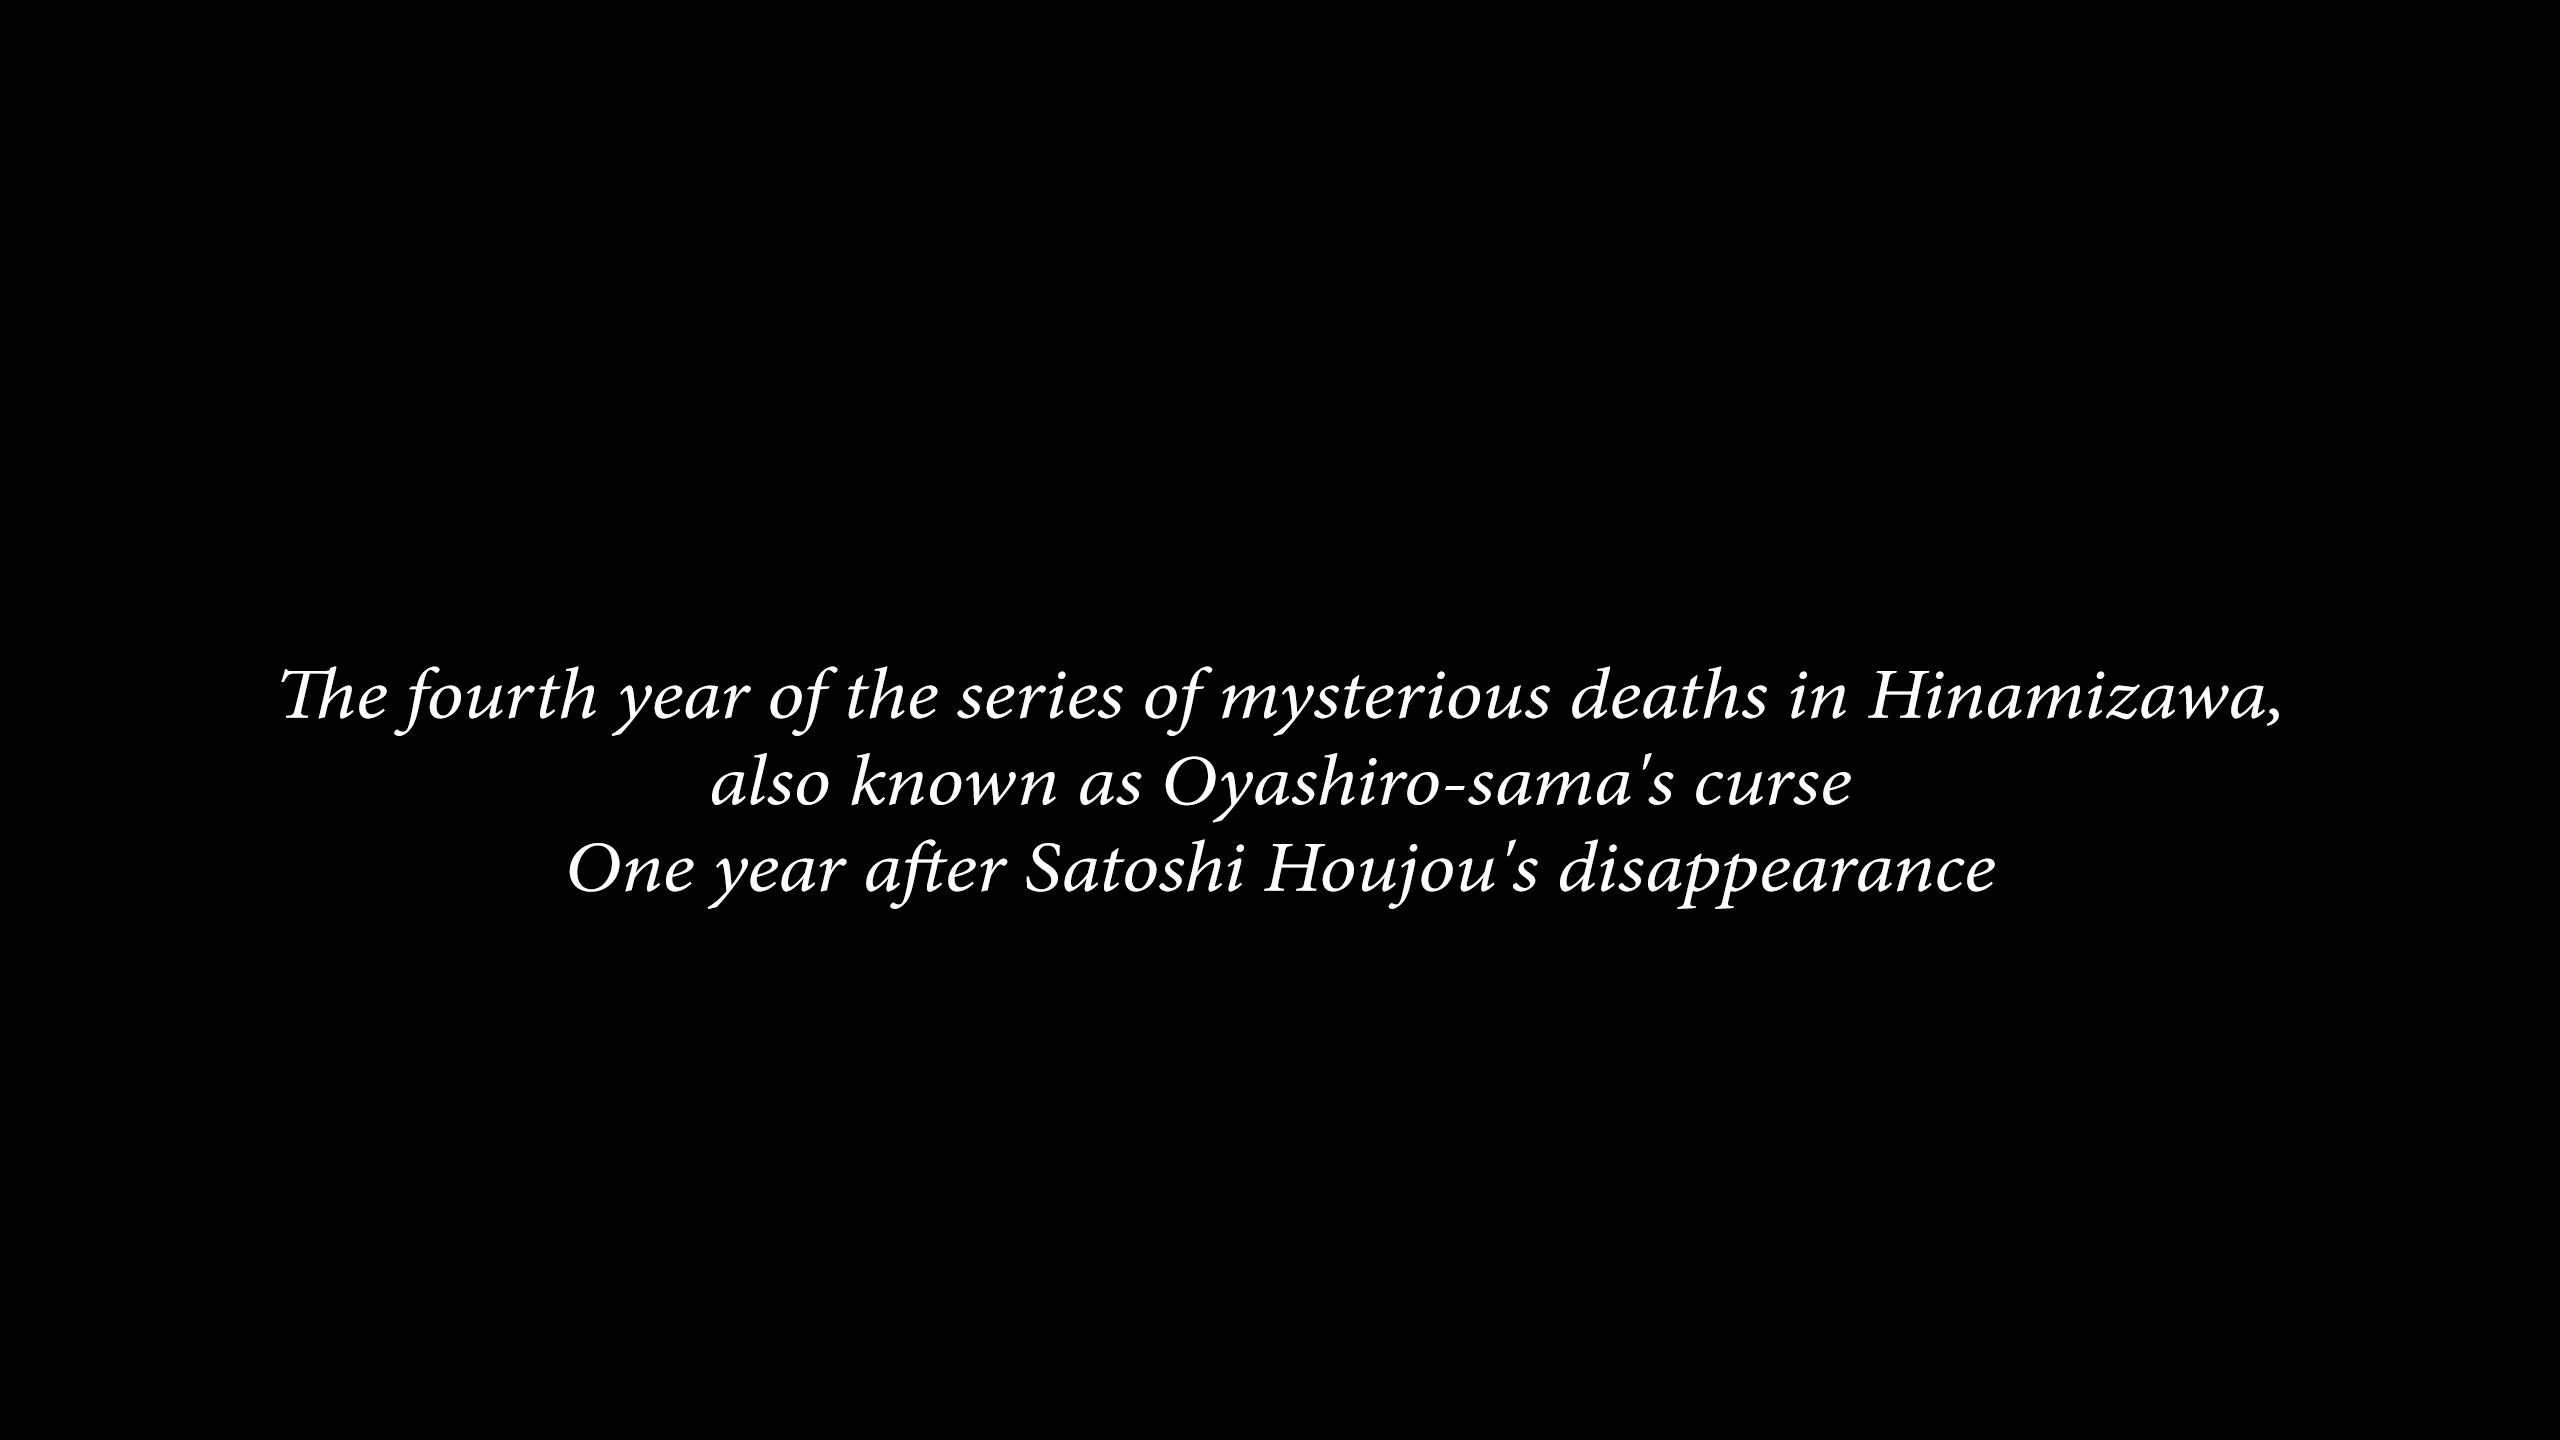 The fourth year of the series of mysterious deaths in Hinamizawa,
also known as Oyashiro-sama's curse
One year after Satoshi Houjou's disappearance